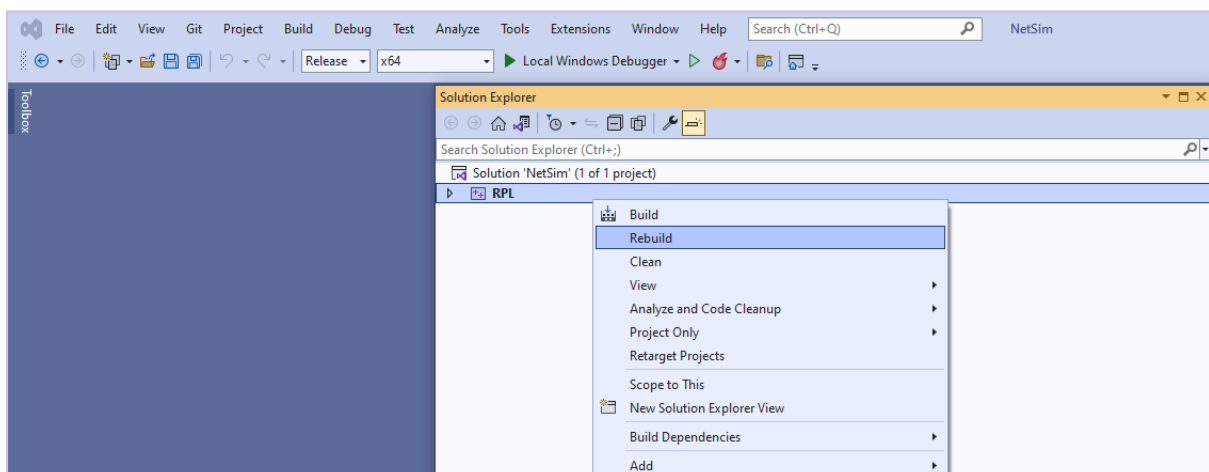 File Edit View Git Project Build Debug Test Analyze Tools Extensions Window Help Search (Ctrl+Q) NetSim
Release x64 Local Windows Debugger
Toolbox
Solution Explorer
Search Solution Explorer (Ctrl+;)
Solution 'NetSim' (1 of 1 project)
RPL
Build
Rebuild
Clean
View
Analyze and Code Cleanup
Project Only
Retarget Projects
Scope to This
New Solution Explorer View
Build Dependencies
Add